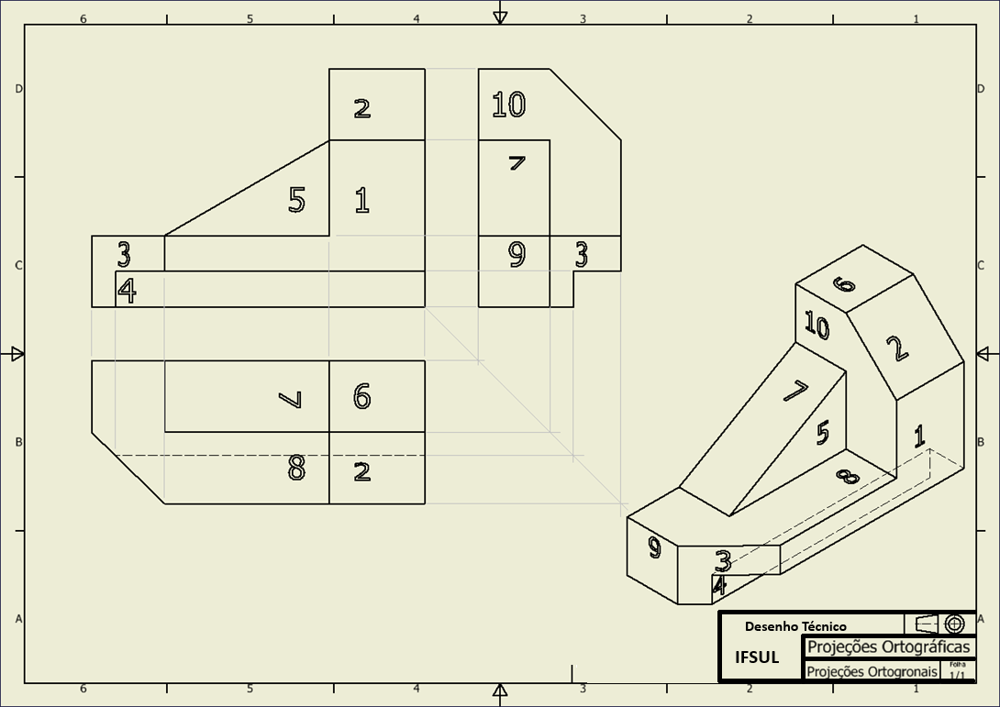 6 5 4 3 2 1
D D
2 10
7
5 1
3 9 3
4
C C
6
10
2
7 6
7
5 1
B B
8 2
8
9
3
4
A A
Desenho Técnico
IFSUL
Projeções Ortográficas
Projeções Ortogronais
Folha
1/1
6 5 4 3 2 1